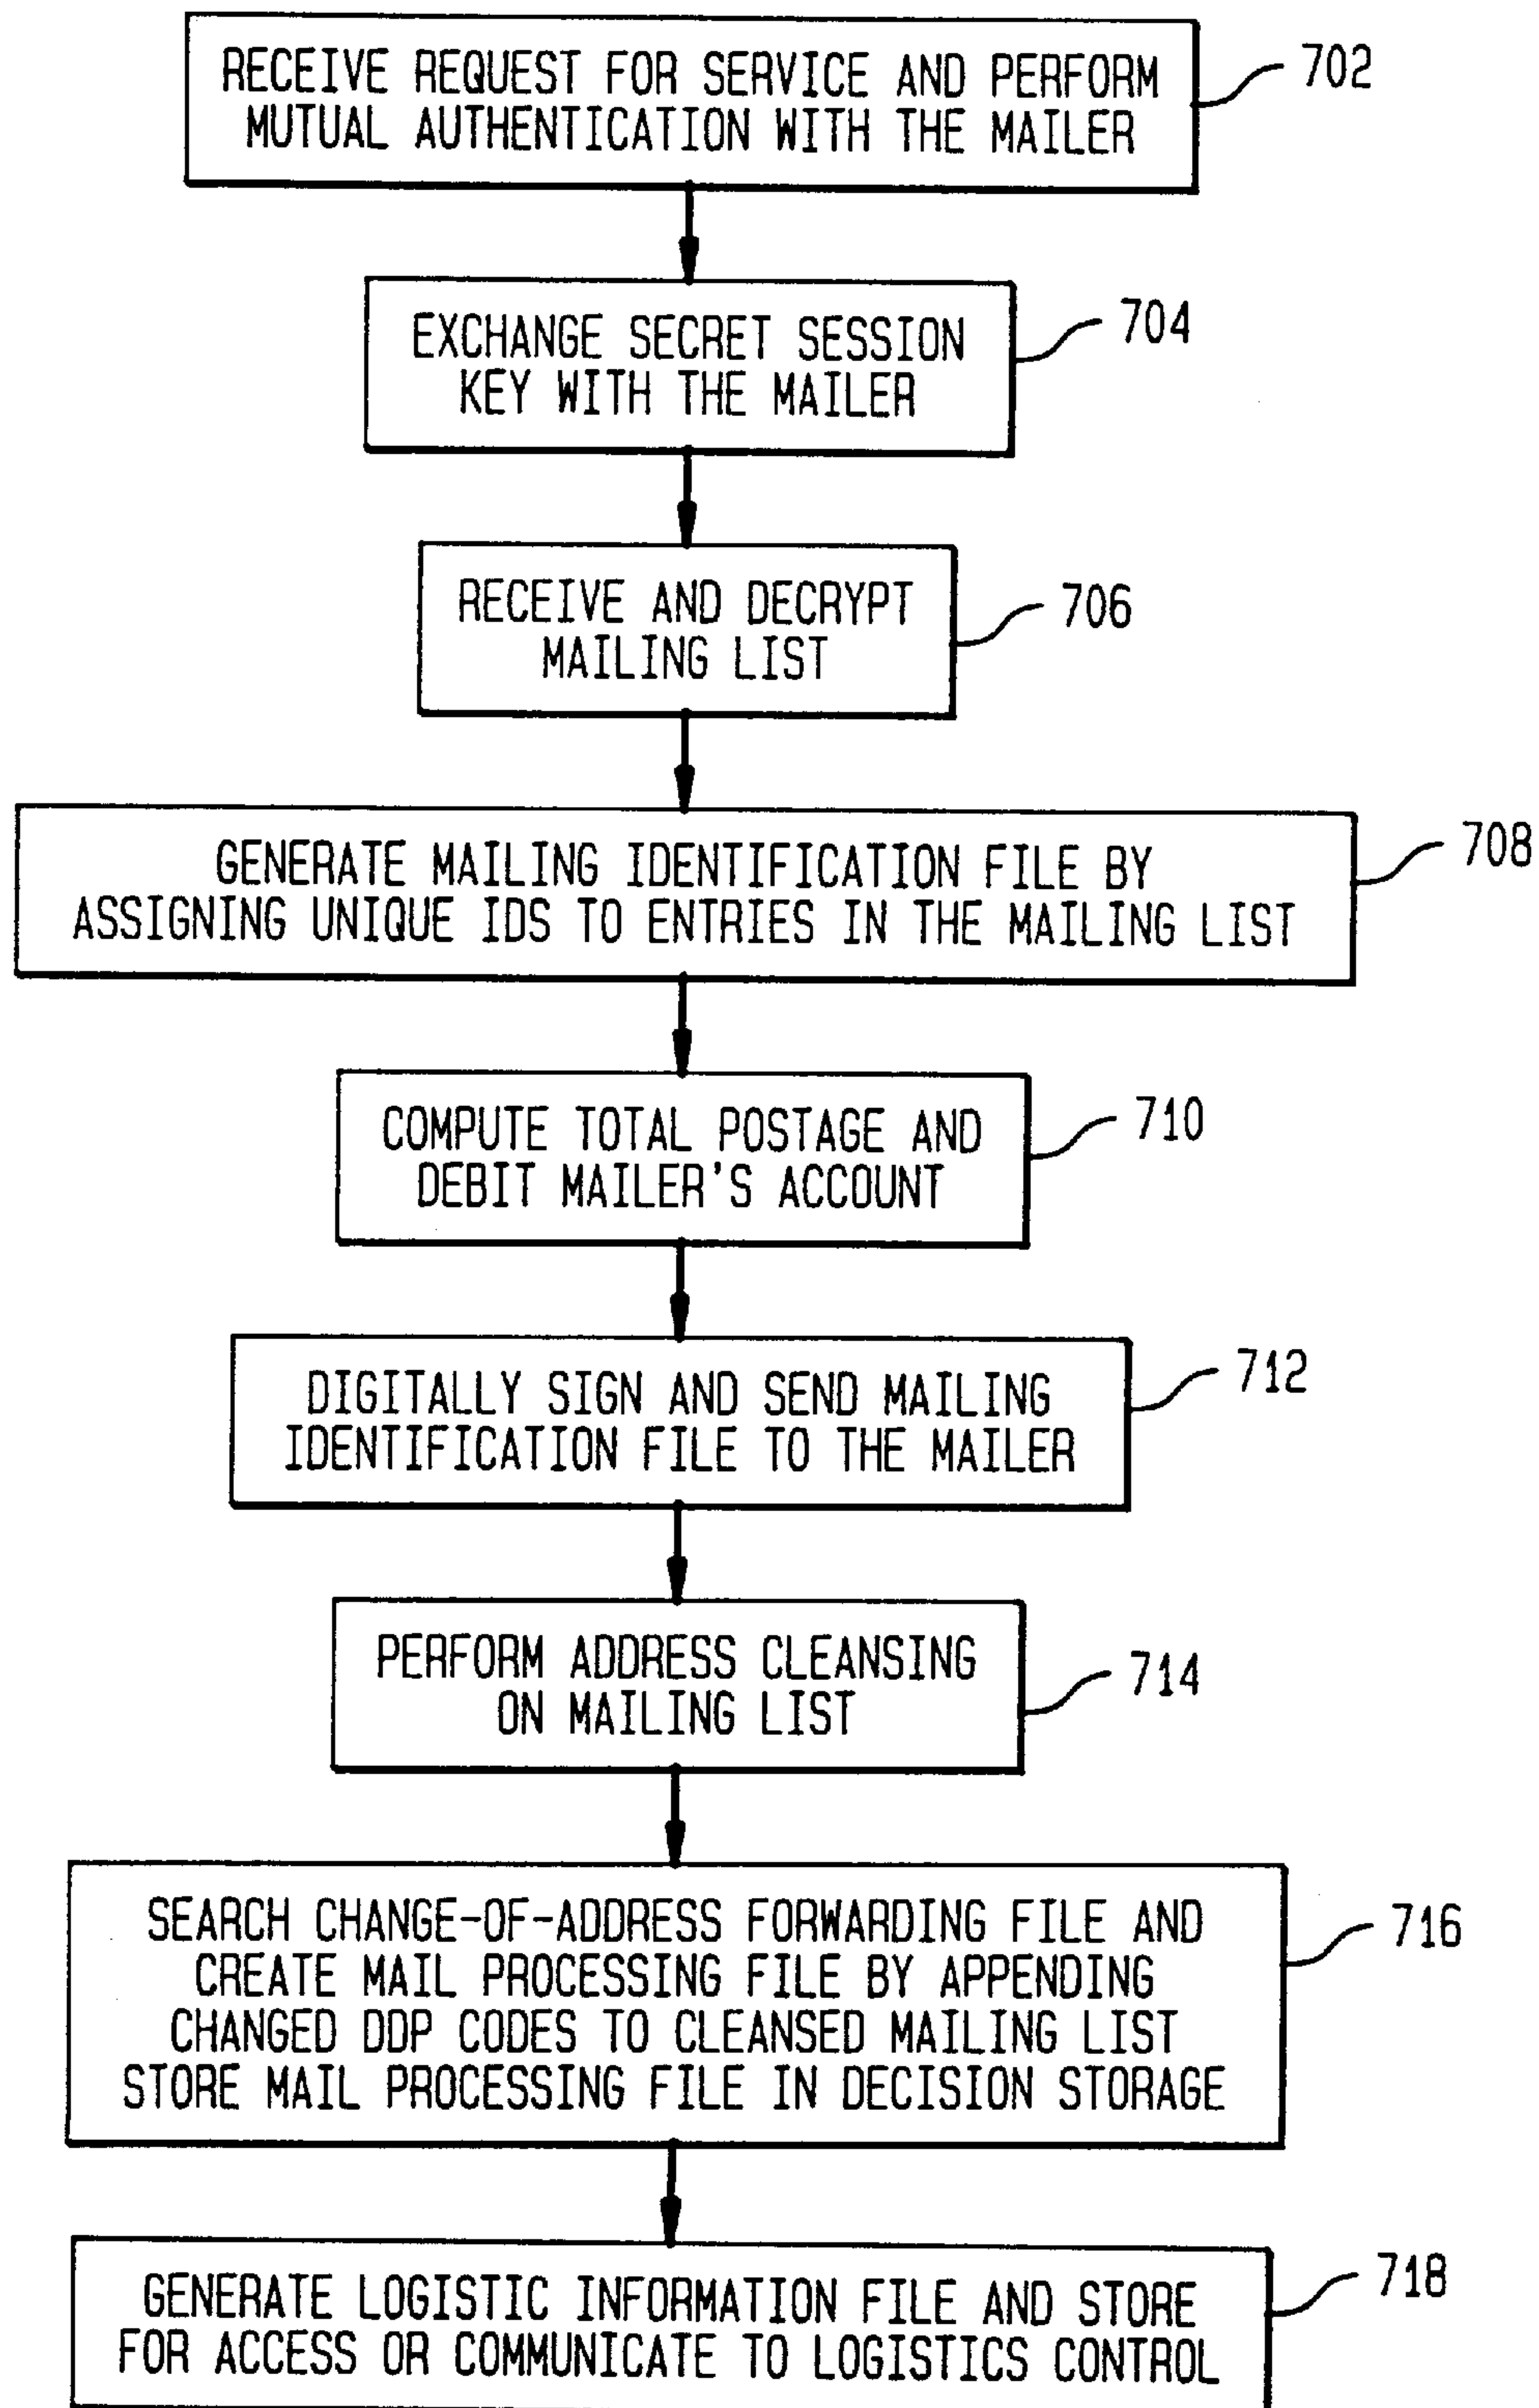 RECEIVE REQUEST FOR SERVICE AND PERFORM
MUTUAL AUTHENTICATION WITH THE MAILER
702
EXCHANGE SECRET SESSION
KEY WITH THE MAILER
704
RECEIVE AND DECRYPT
MAILING LIST
706
GENERATE MAILING IDENTIFICATION FILE BY
ASSIGNING UNIQUE IDS TO ENTRIES IN THE MAILING LIST
708
COMPUTE TOTAL POSTAGE AND
DEBIT MAILER'S ACCOUNT
710
DIGITALLY SIGN AND SEND MAILING
IDENTIFICATION FILE TO THE MAILER
712
PERFORM ADDRESS CLEANSING
ON MAILING LIST
714
SEARCH CHANGE-OF-ADDRESS FORWARDING FILE AND
CREATE MAIL PROCESSING FILE BY APPENDING
CHANGED DDP CODES TO CLEANSED MAILING LIST
STORE MAIL PROCESSING FILE IN DECISION STORAGE
716
GENERATE LOGISTIC INFORMATION FILE AND STORE
FOR ACCESS OR COMMUNICATE TO LOGISTICS CONTROL
718